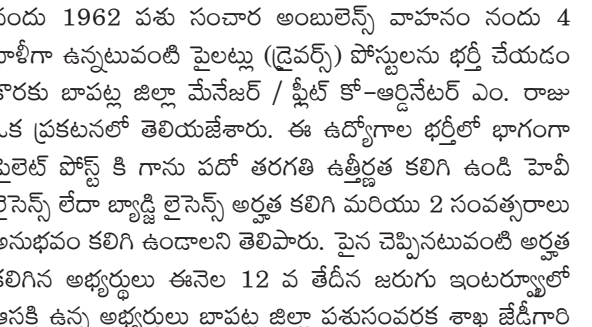 నందు 1962 పశు సంచార అంబులెన్స్ వాహనం నందు 4
ఖాళీగా ఉన్నటువంటి పైలట్లు (డ్రైవర్స్) పోస్టులను భర్తీ చేయడం
కొరకు బాపట్ల జిల్లా మేనేజర్ / ఫ్లీట్ కో-ఆర్డినేటర్ ఎం. రాజు
ఒక ప్రకటనలో తెలియజేశారు. ఈ ఉద్యోగాల భర్తీలో భాగంగా
పైలెట్ పోస్ట్ కి గాను పదో తరగతి ఉత్తీర్ణత కలిగి ఉండి హెవీ
లైసెన్స్ లేదా బ్యాడ్జి లైసెన్స్ అర్హత కలిగి మరియు 2 సంవత్సరాలు
అనుభవం కలిగి ఉండాలని తెలిపారు. పైన చెప్పినటువంటి అర్హత
కలిగిన అభ్యర్థులు ఈనెల 12 వ తేదీన జరుగు ఇంటర్వ్యూలో
ఆసక్తి ఉన్న అభ్యర్థులు బాపట్ల జిల్లా పశుసంవర్ధక శాఖ జేడీగారి